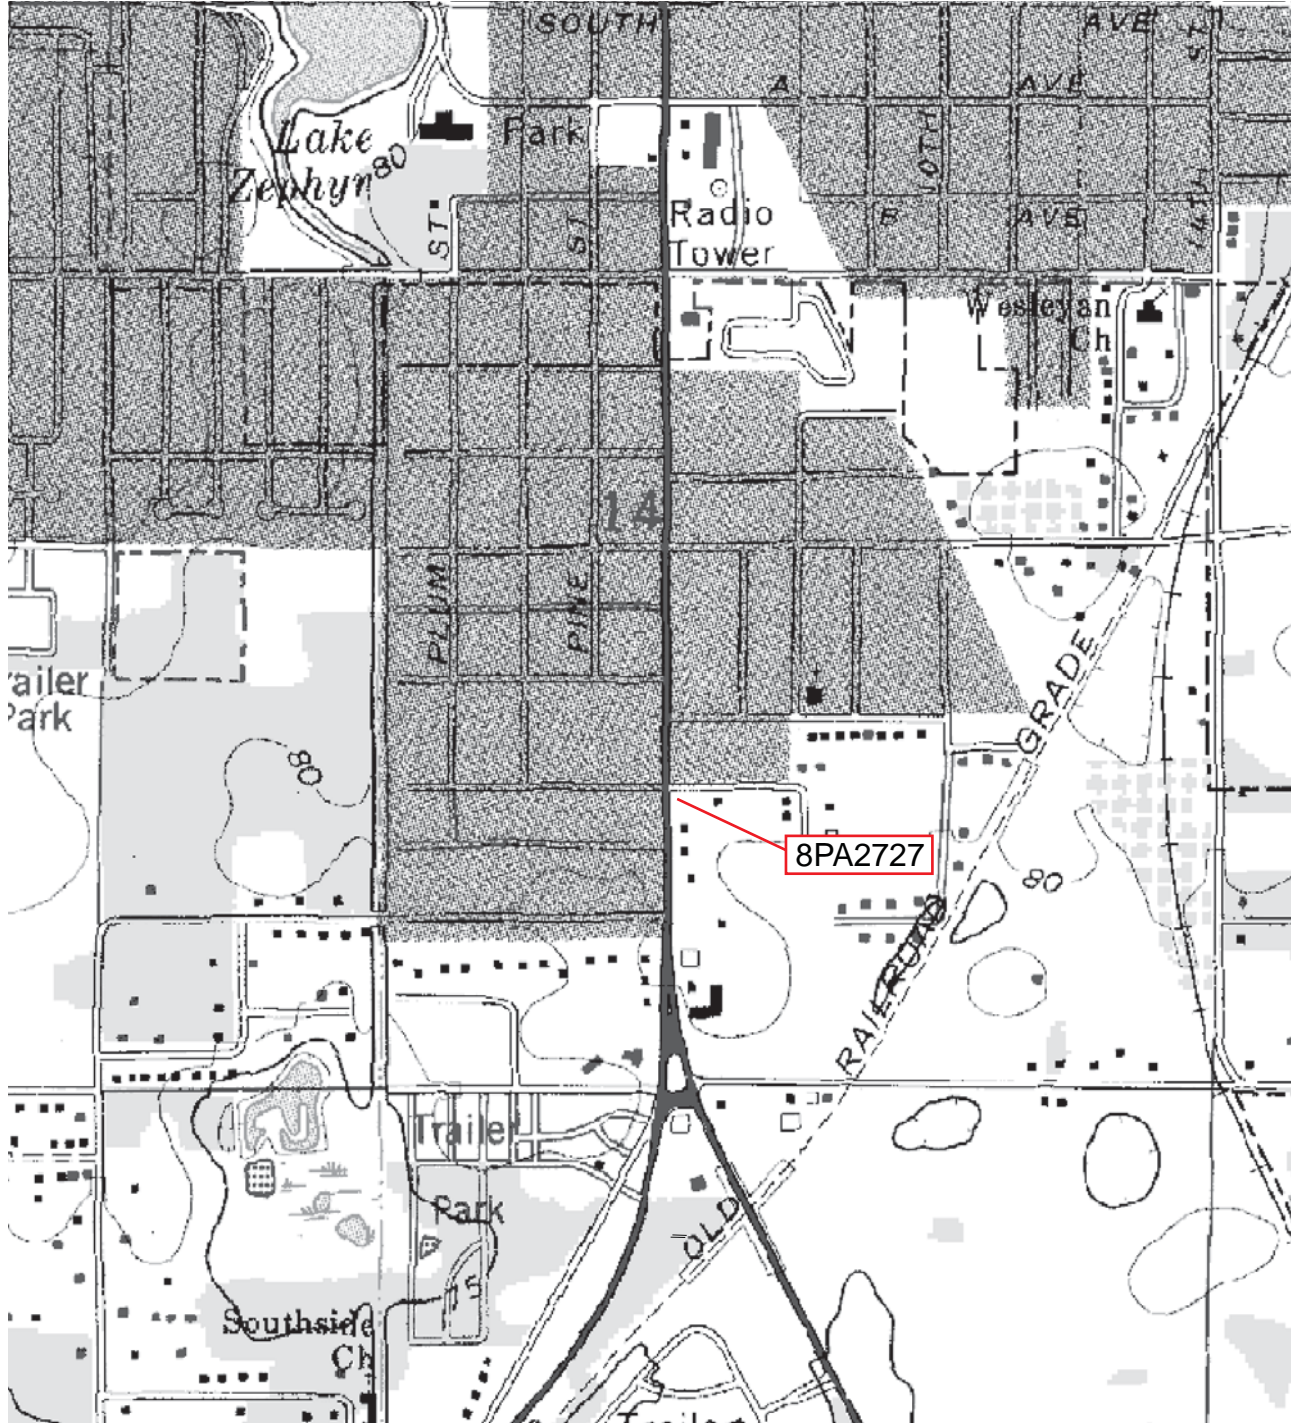 SOUTH AVE
ST
A AVE
Lake
Zephyr
80
Park
10TH
ST
ST
Radio
Tower
B AVE
14TH
Wesleyan
Ch
14
PLUM
PINE
railer
Park
GRADE
80
8PA2727
80
RAILROAD
Trailer
Park
OLD
Southside
Ch